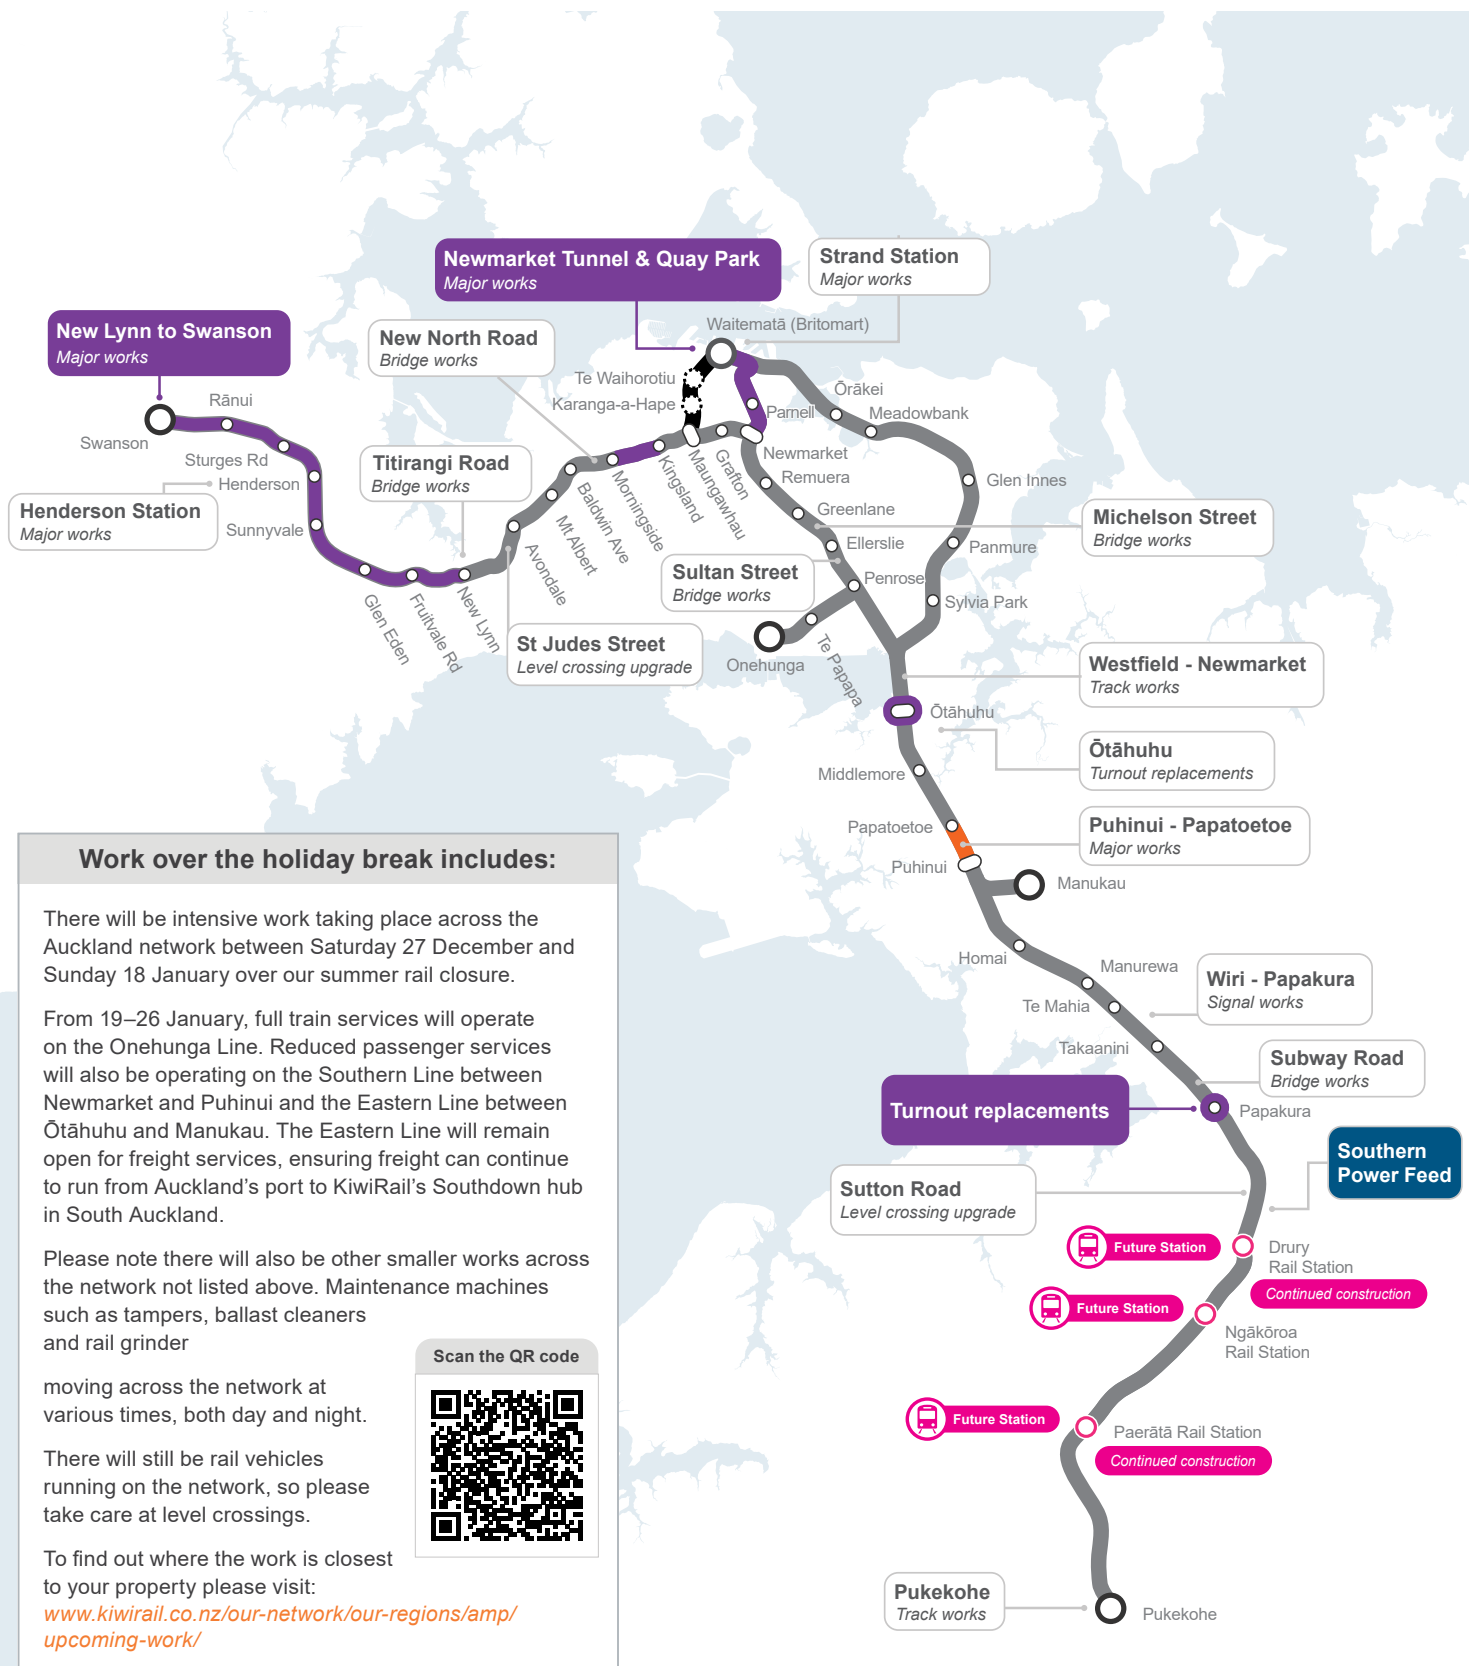 Newmarket Tunnel & Quay Park
Major works
Strand Station
Major works
New Lynn to Swanson
Major works
New North Road
Bridge works
Waitematā (Britomart)
Te Waihorotiu
Karanga-a-Hape
Rānui
Swanson
Sturges Rd
Henderson
Henderson Station
Major works
Sunnyvale
Titirangi Road
Bridge works
Glen Eden
Fruitvale Rd
New Lynn
Avondale
Mt Albert
Baldwin Ave
Morningside
Kingsland
Maungawhau
Grafton
Parnell
Newmarket
Remuera
Greenlane
Ellerslie
Penrose
Ōrākei
Meadowbank
Glen Innes
Panmure
Sylvia Park
Michelson Street
Bridge works
Sultan Street
Bridge works
St Judes Street
Level crossing upgrade
Onehunga
Te Papapa
Westfield - Newmarket
Track works
Ōtāhuhu
Ōtāhuhu
Turnout replacements
Middlemore
Papatoetoe
Puhinui - Papatoetoe
Major works
Puhinui
Manukau
Homai
Manurewa
Te Mahia
Wiri - Papakura
Signal works
Takaanini
Subway Road
Bridge works
Turnout replacements
Papakura
Southern
Power Feed
Sutton Road
Level crossing upgrade
Future Station
Drury
Rail Station
Continued construction
Future Station
Ngākōroa
Rail Station
Future Station
Paerātā Rail Station
Continued construction
Pukekohe
Track works
Pukekohe
Work over the holiday break includes:
There will be intensive work taking place across the
Auckland network between Saturday 27 December and
Sunday 18 January over our summer rail closure.
From 19–26 January, full train services will operate
on the Onehunga Line. Reduced passenger services
will also be operating on the Southern Line between
Newmarket and Puhinui and the Eastern Line between
Ōtāhuhu and Manukau. The Eastern Line will remain
open for freight services, ensuring freight can continue
to run from Auckland's port to KiwiRail's Southdown hub
in South Auckland.
Please note there will also be other smaller works across
the network not listed above. Maintenance machines
such as tampers, ballast cleaners
and rail grinder
moving across the network at
various times, both day and night.
There will still be rail vehicles
running on the network, so please
take care at level crossings.
To find out where the work is closest
to your property please visit:
www.kiwirail.co.nz/our-network/our-regions/amp/
upcoming-work/
Scan the QR code